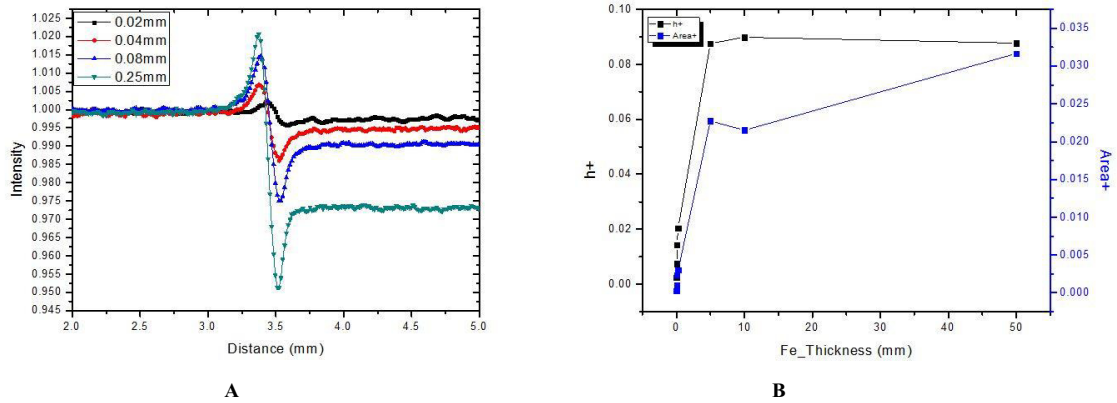 0.02mm
0.04mm
0.08mm
0.25mm
1.025
1.020
1.015
1.010
1.005
1.000
0.995
0.990
0.985
0.980
0.975
0.970
0.965
0.960
0.955
0.950
0.945
Intensity
2.0 2.5 3.0 3.5 4.0 4.5 5.0
Distance (mm)
A
h+
Area+
0.10
0.08
0.06
0.04
0.02
0.00
h+
0.035
0.030
0.025
0.020
0.015
0.010
0.005
0.000
Area+
0 10 20 30 40 50
Fe_Thickness (mm)
B